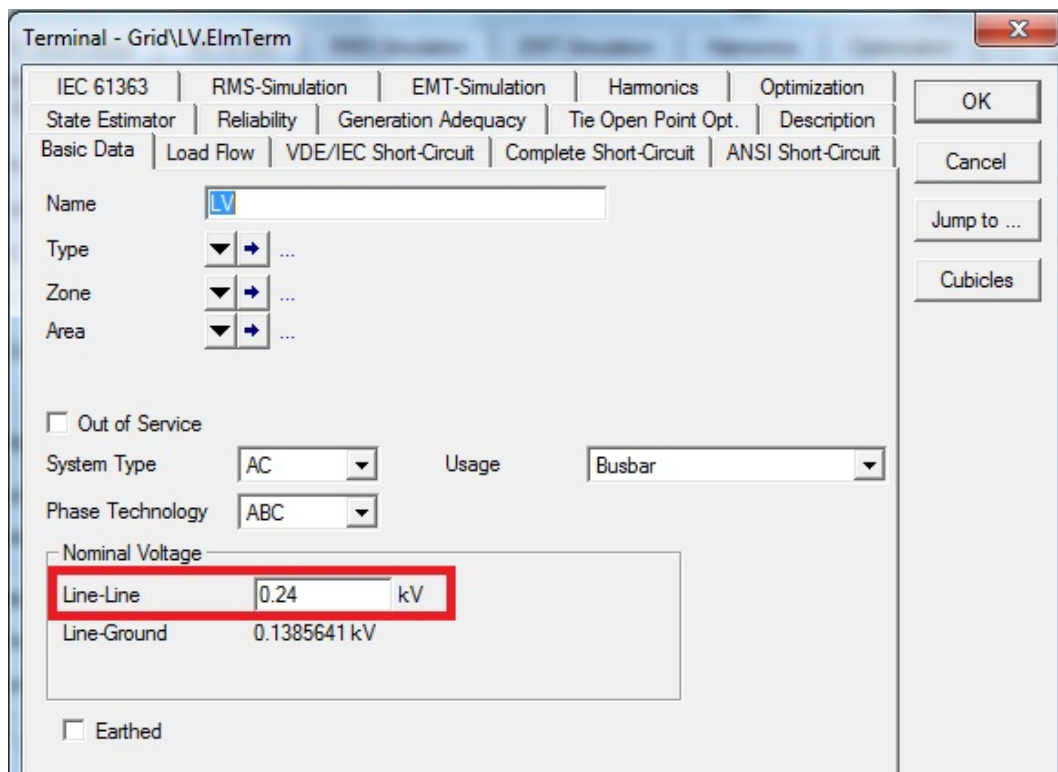 Terminal - Grid\LV.ElmTerm
IEC 61363 RMS-Simulation EMT-Simulation Harmonics Optimization
State Estimator Reliability Generation Adequacy Tie Open Point Opt. Description
Basic Data Load Flow VDE/IEC Short-Circuit Complete Short-Circuit ANSI Short-Circuit
OK
Cancel
Jump to ...
Cubicles
Name LV
Type ...
Zone ...
Area ...
Out of Service
System Type AC Usage Busbar
Phase Technology ABC
Nominal Voltage
Line-Line 0.24 kV
Line-Ground 0.1385641 kV
Earthed